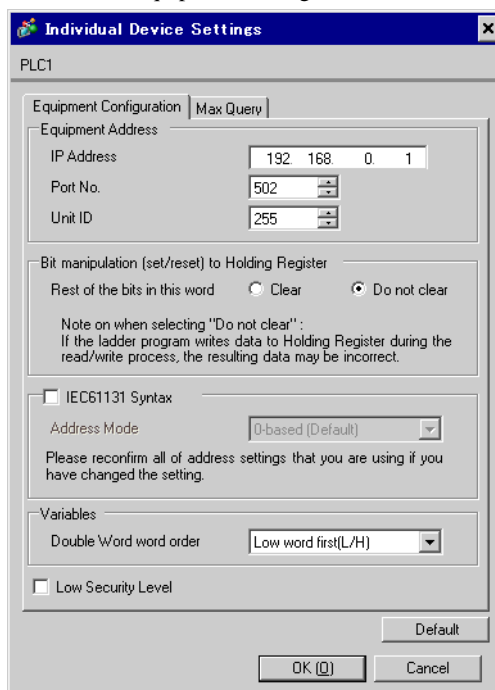 Individual Device Settings
PLC1
Equipment Configuration Max Query
Equipment Address
IP Address 192. 168. 0. 1
Port No. 502
Unit ID 255
Bit manipulation (set/reset) to Holding Register
Rest of the bits in this word Clear Do not clear
Note on when selecting "Do not clear" :
If the ladder program writes data to Holding Register during the
read/write process, the resulting data may be incorrect.
IEC61131 Syntax
Address Mode 0-based (Default)
Please reconfirm all of address settings that you are using if you
have changed the setting.
Variables
Double Word word order Low word first(L/H)
Low Security Level
Default
OK (O) Cancel